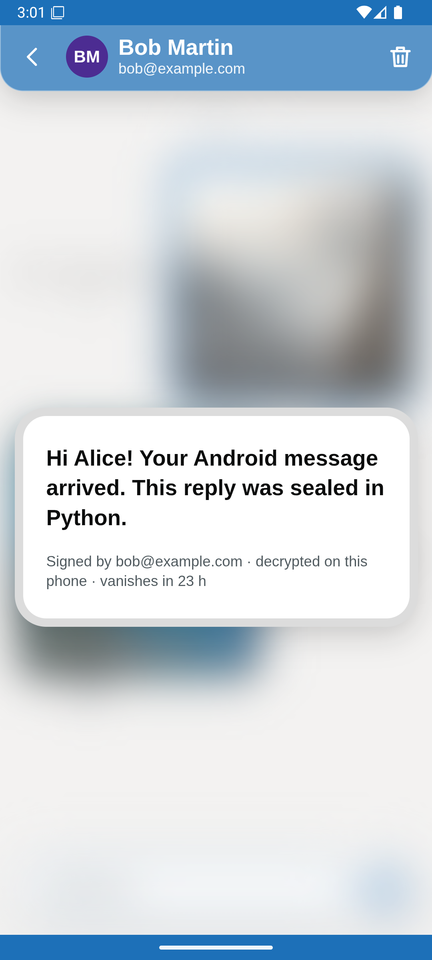 3:01
BM
Bob Martin
bob@example.com
Hi Alice! Your Android message
arrived. This reply was sealed in
Python.
Signed by bob@example.com · decrypted on this
phone · vanishes in 23 h